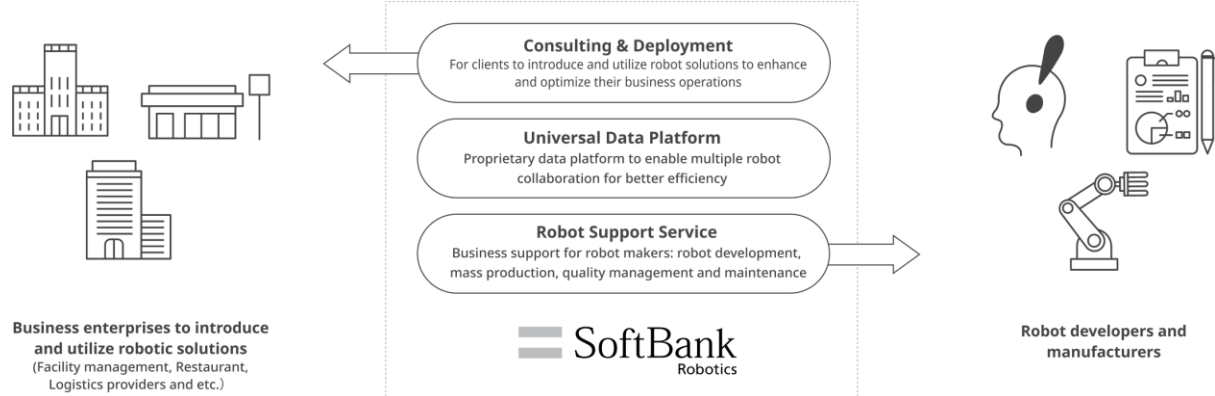 Consulting & Deployment
For clients to introduce and utilize robot solutions to enhance
and optimize their business operations
Universal Data Platform
Proprietary data platform to enable multiple robot
collaboration for better efficiency
Robot Support Service
Business support for robot makers: robot development,
mass production, quality management and maintenance
Business enterprises to introduce
and utilize robotic solutions
(Facility management, Restaurant,
Logistics providers and etc.)
SoftBank
Robotics
Robot developers and
manufacturers